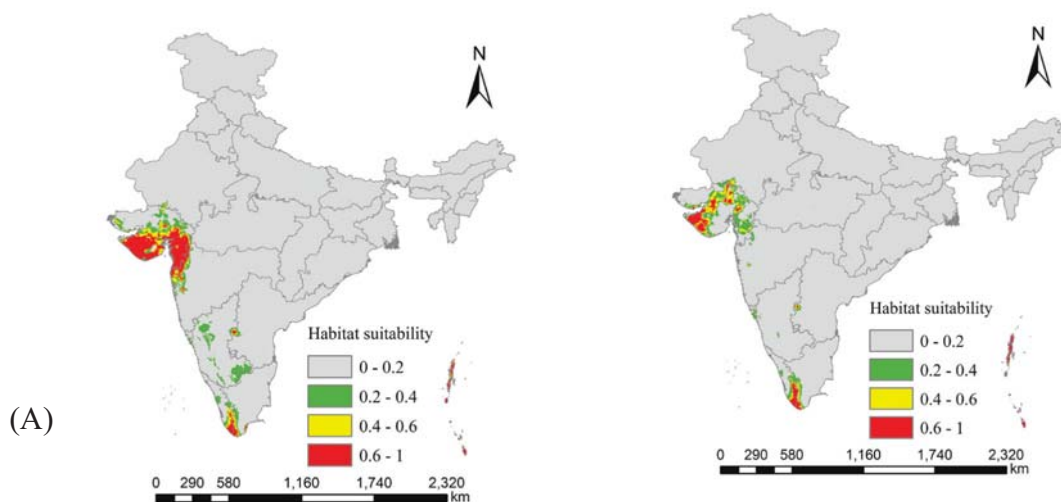 N
Habitat suitability
0 - 0.2
0.2 - 0.4
0.4 - 0.6
0.6 - 1
0 290 580 1,160 1,740 2,320
km
N
Habitat suitability
0 - 0.2
0.2 - 0.4
0.4 - 0.6
0.6 - 1
0 290 580 1,160 1,740 2,320
km
(A)